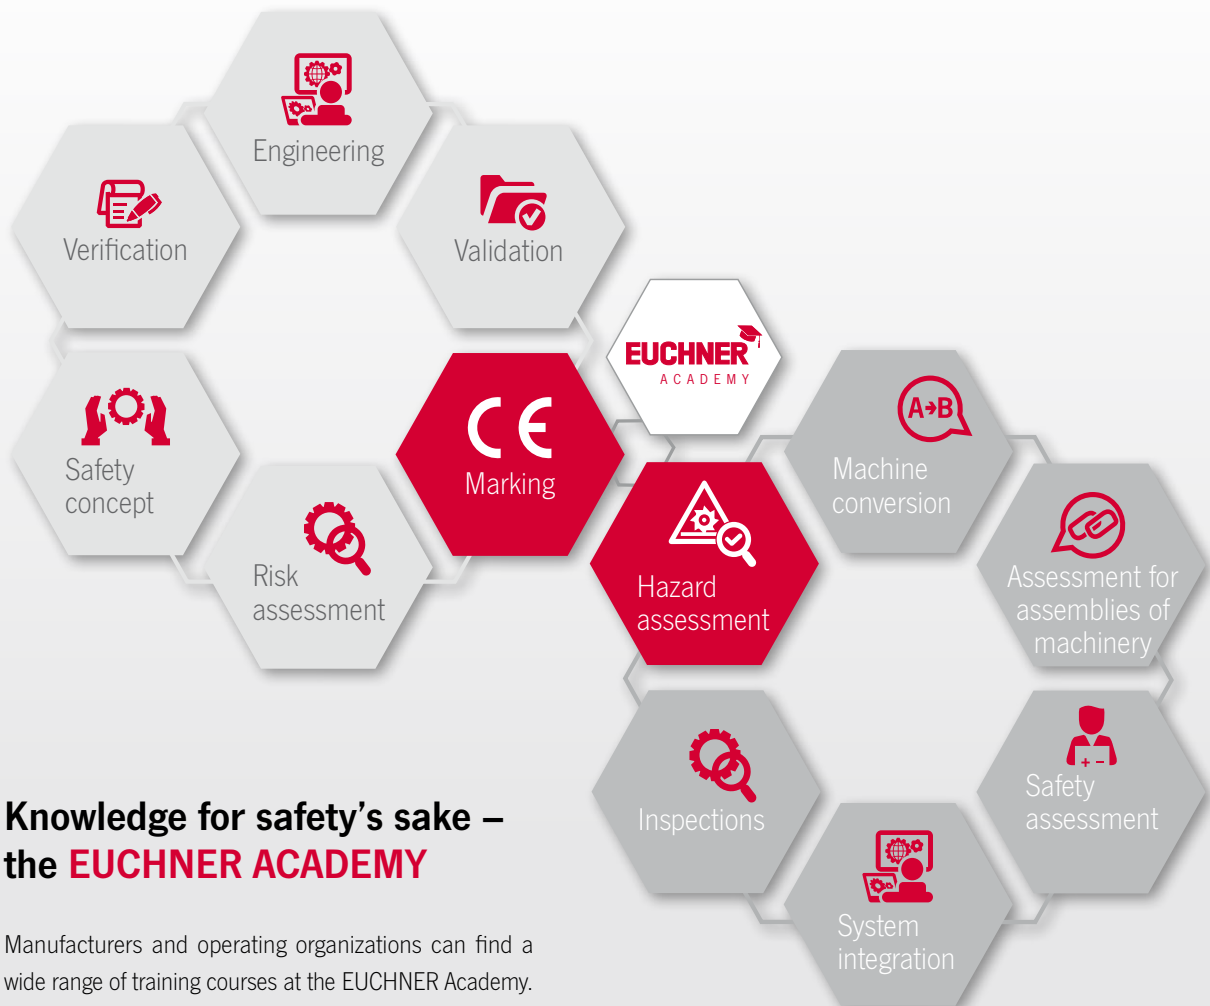 Engineering
Verification
Validation
EUCHNER
ACADEMY
Safety
concept
CE
Marking
Risk
assessment
A→B
Machine
conversion
Hazard
assessment
Assessment for
assemblies of
machinery
Inspections
Safety
assessment
System
integration
Knowledge for safety’s sake –
the EUCHNER ACADEMY
Manufacturers and operating organizations can find a
wide range of training courses at the EUCHNER Academy.